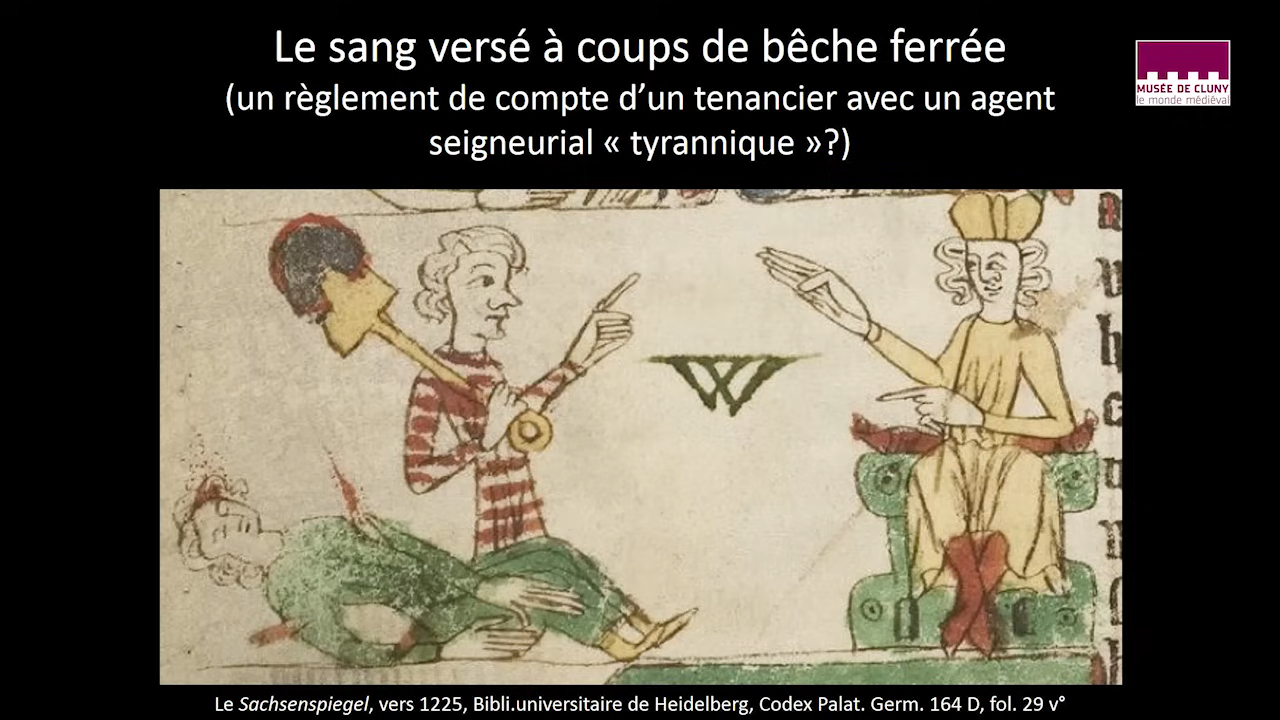 Le sang versé à coups de bêche ferrée
(un règlement de compte d’un tenancier avec un agent
seigneurial « tyrannique »?)
MUSÉE DE CLUNY
le monde médiéval
W
Le Sachsenspiegel, vers 1225, Bibli.universitaire de Heidelberg, Codex Palat. Germ. 164 D, fol. 29 v°